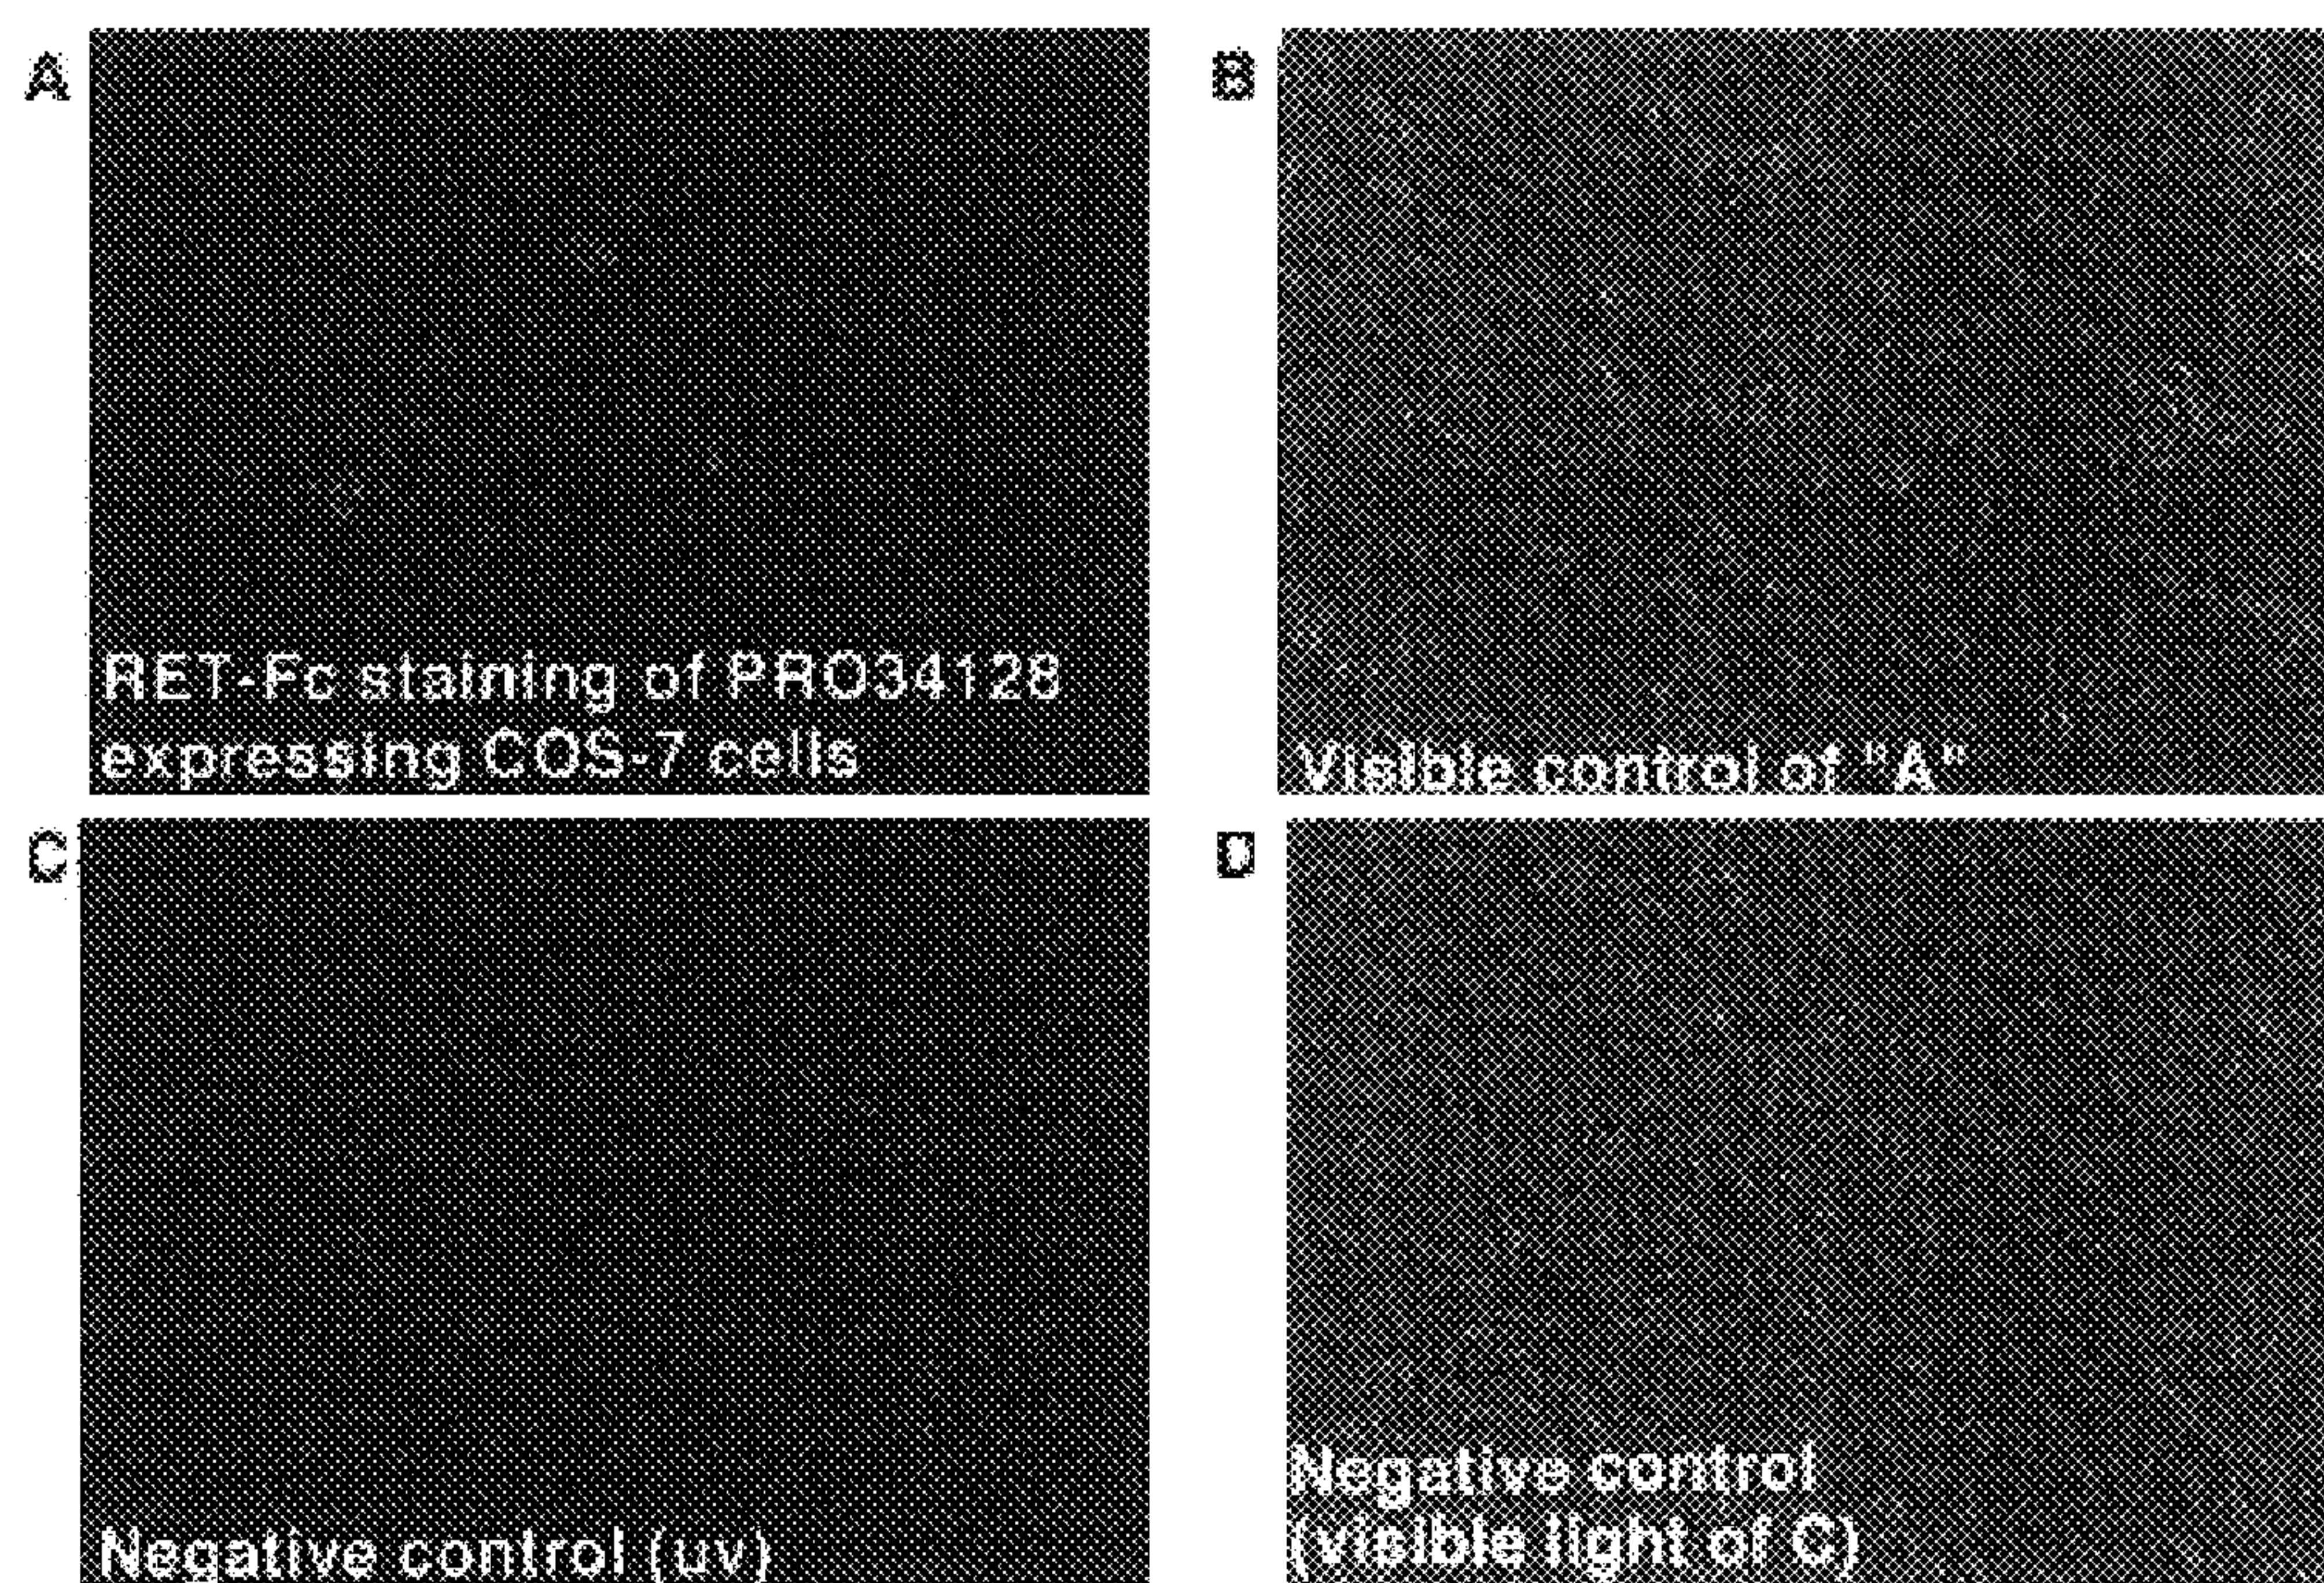 A
RET-Fc staining of PRO34128
expressing COS-7 cells
B
Visible control of "A"
C
Negative control (uv)
D
Negative control
(visible light of C)